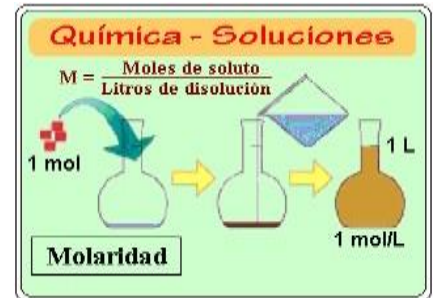 Química - Soluciones
M = Moles de soluto
Litros de disolución
1 mol
1 L
1 mol/L
Molaridad